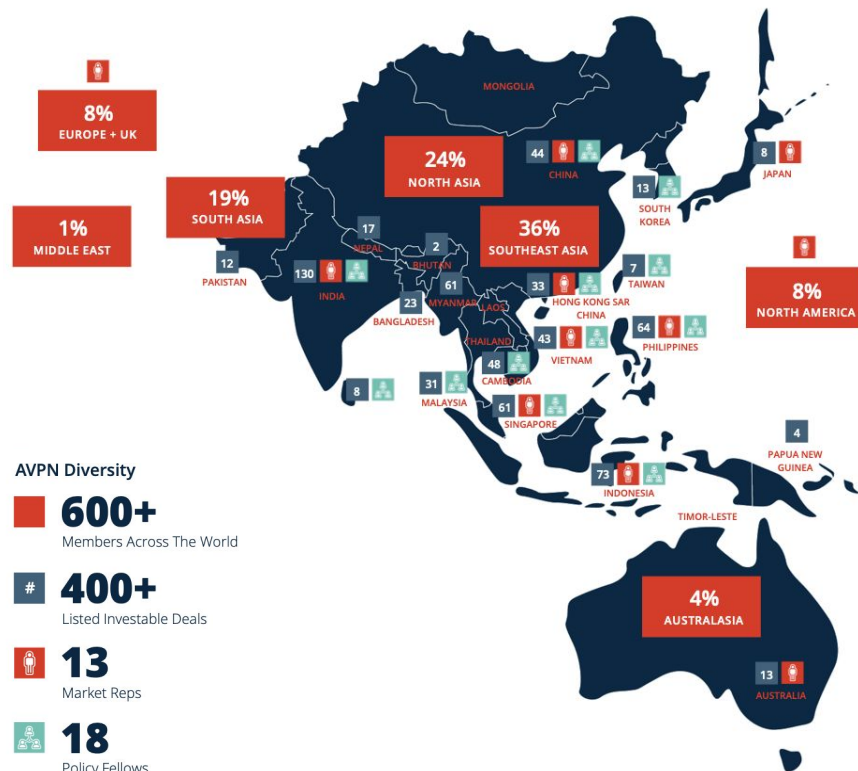 MONGOLIA
8%
EUROPE + UK
24%
NORTH ASIA
44
CHINA
8
JAPAN
13
SOUTH
KOREA
19%
SOUTH ASIA
1%
MIDDLE EAST
36%
SOUTHEAST ASIA
17
NEPAL
2
BHUTAN
12
PAKISTAN
130
INDIA
61
MYANMAR
LAOS
23
BANGLADESH
33
HONG KONG SAR
CHINA
7
TAIWAN
8%
NORTH AMERICA
THAILAND
43
VIETNAM
64
PHILIPPINES
48
CAMBODIA
8
31
MALAYSIA
61
SINGAPORE
4
PAPUA NEW
GUINEA
73
INDONESIA
TIMOR-LESTE
4%
AUSTRALASIA
13
AUSTRALIA
AVPN Diversity
600+
Members Across The World
#
400+
Listed Investable Deals
13
Market Reps
18
Policy Fellows